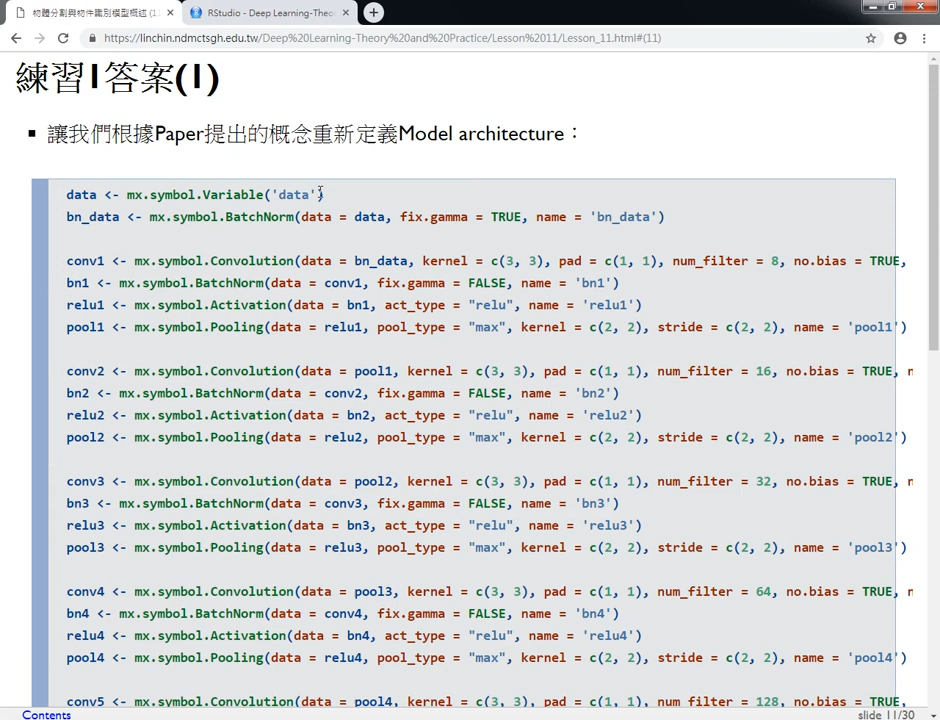 物體分割與物件識別模型概述 (11
RStudio - Deep Learning-Theo
https://linchin.ndmctsgh.edu.tw/Deep%20Learning-Theory%20and%20Practice/Lesson%2011/Lesson_11.html#(11)
練習1答案(1)
讓我們根據Paper提出的概念重新定義Model architecture：
data <- mx.symbol.Variable('data')
bn_data <- mx.symbol.BatchNorm(data = data, fix.gamma = TRUE, name = 'bn_data')
conv1 <- mx.symbol.Convolution(data = bn_data, kernel = c(3, 3), pad = c(1, 1), num_filter = 8, no.bias = TRUE,
bn1 <- mx.symbol.BatchNorm(data = conv1, fix.gamma = FALSE, name = 'bn1')
relu1 <- mx.symbol.Activation(data = bn1, act_type = "relu", name = 'relu1')
pool1 <- mx.symbol.Pooling(data = relu1, pool_type = "max", kernel = c(2, 2), stride = c(2, 2), name = 'pool1')
conv2 <- mx.symbol.Convolution(data = pool1, kernel = c(3, 3), pad = c(1, 1), num_filter = 16, no.bias = TRUE, n
bn2 <- mx.symbol.BatchNorm(data = conv2, fix.gamma = FALSE, name = 'bn2')
relu2 <- mx.symbol.Activation(data = bn2, act_type = "relu", name = 'relu2')
pool2 <- mx.symbol.Pooling(data = relu2, pool_type = "max", kernel = c(2, 2), stride = c(2, 2), name = 'pool2')
conv3 <- mx.symbol.Convolution(data = pool2, kernel = c(3, 3), pad = c(1, 1), num_filter = 32, no.bias = TRUE, n
bn3 <- mx.symbol.BatchNorm(data = conv3, fix.gamma = FALSE, name = 'bn3')
relu3 <- mx.symbol.Activation(data = bn3, act_type = "relu", name = 'relu3')
pool3 <- mx.symbol.Pooling(data = relu3, pool_type = "max", kernel = c(2, 2), stride = c(2, 2), name = 'pool3')
conv4 <- mx.symbol.Convolution(data = pool3, kernel = c(3, 3), pad = c(1, 1), num_filter = 64, no.bias = TRUE, n
bn4 <- mx.symbol.BatchNorm(data = conv4, fix.gamma = FALSE, name = 'bn4')
relu4 <- mx.symbol.Activation(data = bn4, act_type = "relu", name = 'relu4')
pool4 <- mx.symbol.Pooling(data = relu4, pool_type = "max", kernel = c(2, 2), stride = c(2, 2), name = 'pool4')
conv5 <- mx.symbol.Convolution(data = pool4, kernel = c(3, 3), pad = c(1, 1), num_filter = 128, no.bias = TRUE,
Contents
slide 11/30